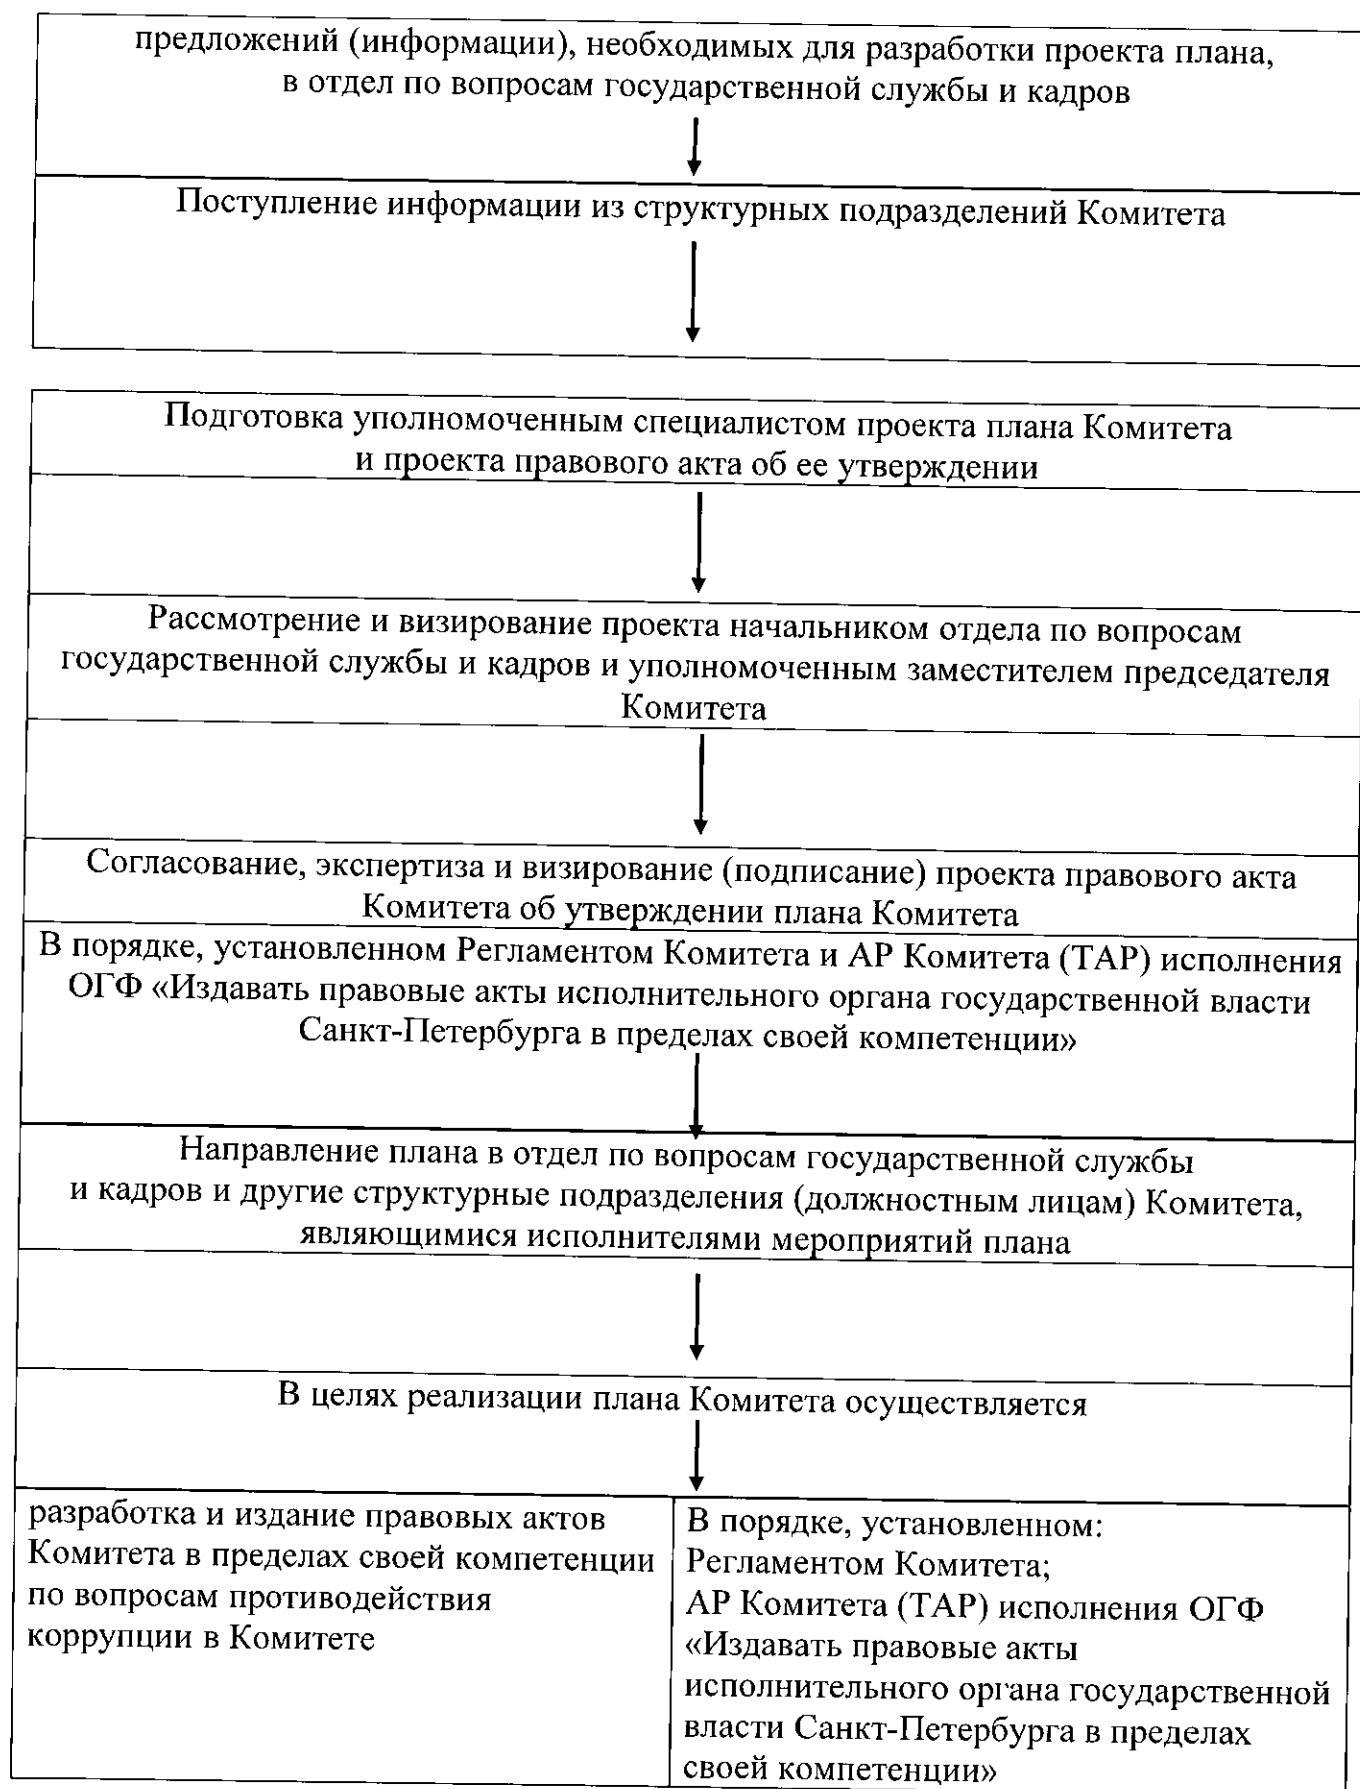 предложений (информации), необходимых для разработки проекта плана,
в отдел по вопросам государственной службы и кадров
Поступление информации из структурных подразделений Комитета
Подготовка уполномоченным специалистом проекта плана Комитета
и проекта правового акта об ее утверждении
Рассмотрение и визирование проекта начальником отдела по вопросам
государственной службы и кадров и уполномоченным заместителем председателя
Комитета
Согласование, экспертиза и визирование (подписание) проекта правового акта
Комитета об утверждении плана Комитета
В порядке, установленном Регламентом Комитета и АР Комитета (ТАР) исполнения
ОГФ «Издавать правовые акты исполнительного органа государственной власти
Санкт-Петербурга в пределах своей компетенции»
Направление плана в отдел по вопросам государственной службы
и кадров и другие структурные подразделения (должностным лицам) Комитета,
являющимися исполнителями мероприятий плана
В целях реализации плана Комитета осуществляется
разработка и издание правовых актов
Комитета в пределах своей компетенции
по вопросам противодействия
коррупции в Комитете
В порядке, установленном:
Регламентом Комитета;
АР Комитета (ТАР) исполнения ОГФ
«Издавать правовые акты
исполнительного органа государственной
власти Санкт-Петербурга в пределах
своей компетенции»